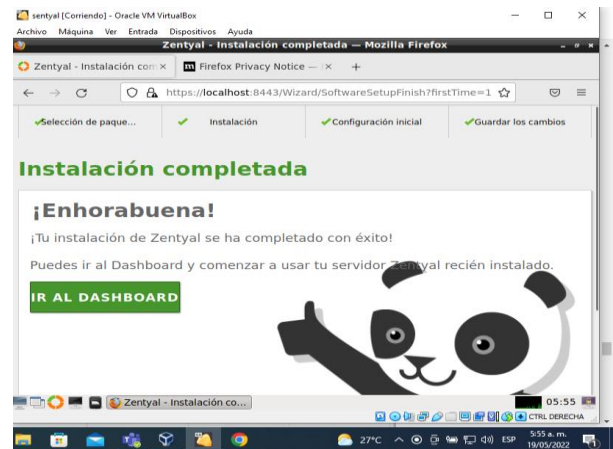 sentyal [Corriendo] - Oracle VM VirtualBox
Archivo Máquina Ver Entrada Dispositivos Ayuda
Zentyal - Instalación completada — Mozilla Firefox
Zentyal - Instalación com ×
m Firefox Privacy Notice — × +
https://localhost:8443/Wizard/SoftwareSetupFinish?firstTime=1
Selección de paque...
Instalación
Configuración inicial
Guardar los cambios
Instalación completada
¡Enhorabuena!
¡Tu instalación de Zentyal se ha completado con éxito!
Puedes ir al Dashboard y comenzar a usar tu servidor Zentyal recién instalado.
IR AL DASHBOARD
Zentyal - Instalación co...
05:55
CTRL DERECHA
27°C
ESP
5:55 a. m.
19/05/2022